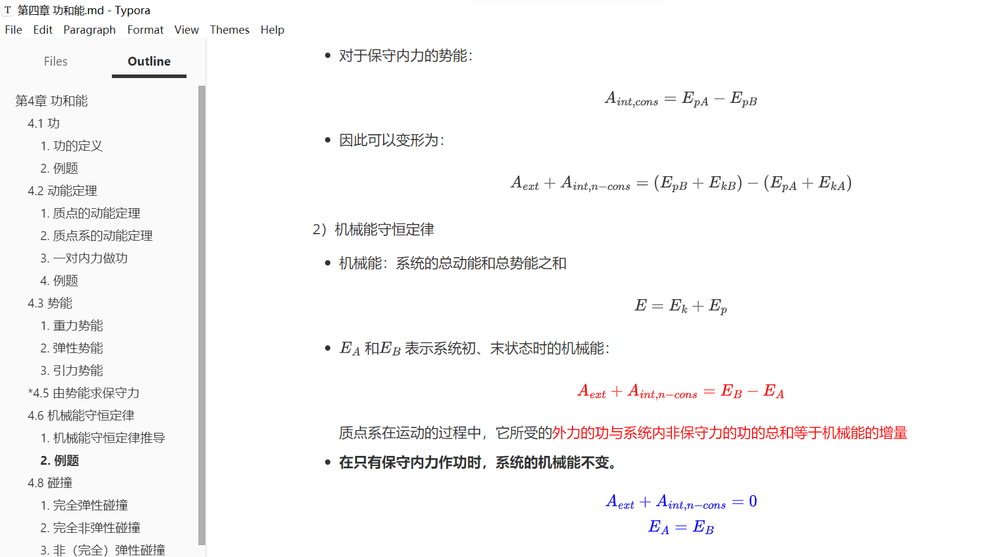 T 第四章 功和能.md - Typora
File Edit Paragraph Format View Themes Help
Files Outline
第4章 功和能
4.1 功
1. 功的定义
2. 例题
4.2 动能定理
1. 质点的动能定理
2. 质点系的动能定理
3. 一对内力做功
4. 例题
4.3 势能
1. 重力势能
2. 弹性势能
3. 引力势能
*4.5 由势能求保守力
4.6 机械能守恒定律
1. 机械能守恒定律推导
2. 例题
4.8 碰撞
1. 完全弹性碰撞
2. 完全非弹性碰撞
3. 非（完全）弹性碰撞
• 对于保守内力的势能：
$A_{int,cons} = E_{pA} - E_{pB}$
• 因此可以变形为：
$A_{ext} + A_{int,n-cons} = (E_{pB} + E_{kB}) - (E_{pA} + E_{kA})$
2）机械能守恒定律
• 机械能：系统的总动能和总势能之和
$E = E_k + E_p$
• $E_A$ 和$E_B$ 表示系统初、末状态时的机械能：
$A_{ext} + A_{int,n-cons} = E_B - E_A$
质点系在运动的过程中，它所受的外力的功与系统内非保守力的功的总和等于机械能的增量
• 在只有保守内力作功时，系统的机械能不变。
$A_{ext} + A_{int,n-cons} = 0$
$E_A = E_B$